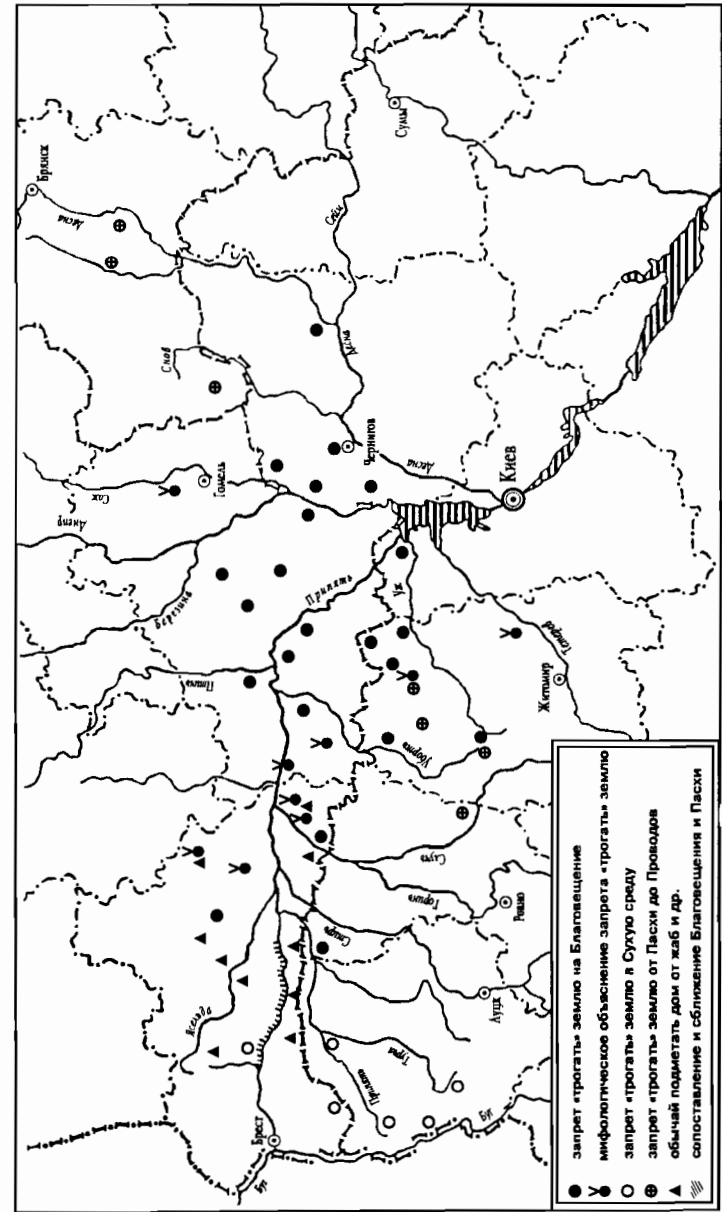 Брянск
Десна
Сумы
Сейм
Снов
Десна
Сож
Гомель
Днепр
Чернигов
Десна
Киев
Березина
Припять
Уж
Тетерев
Житомир
Птичь
Уборть
Случь
Горынь
Ровно
Ясельда
Стырь
Луцк
Турья
Припять
Брест
Буг
Буг
запрет «трогать» землю на Благовещение
мифологическое объяснение запрета «трогать» землю
запрет «трогать» землю в Сухую среду
запрет «трогать» землю от Пасхи до Проводов
обычай подметать дом от жаб и др.
сопоставление и сближение Благовещения и Пасхи